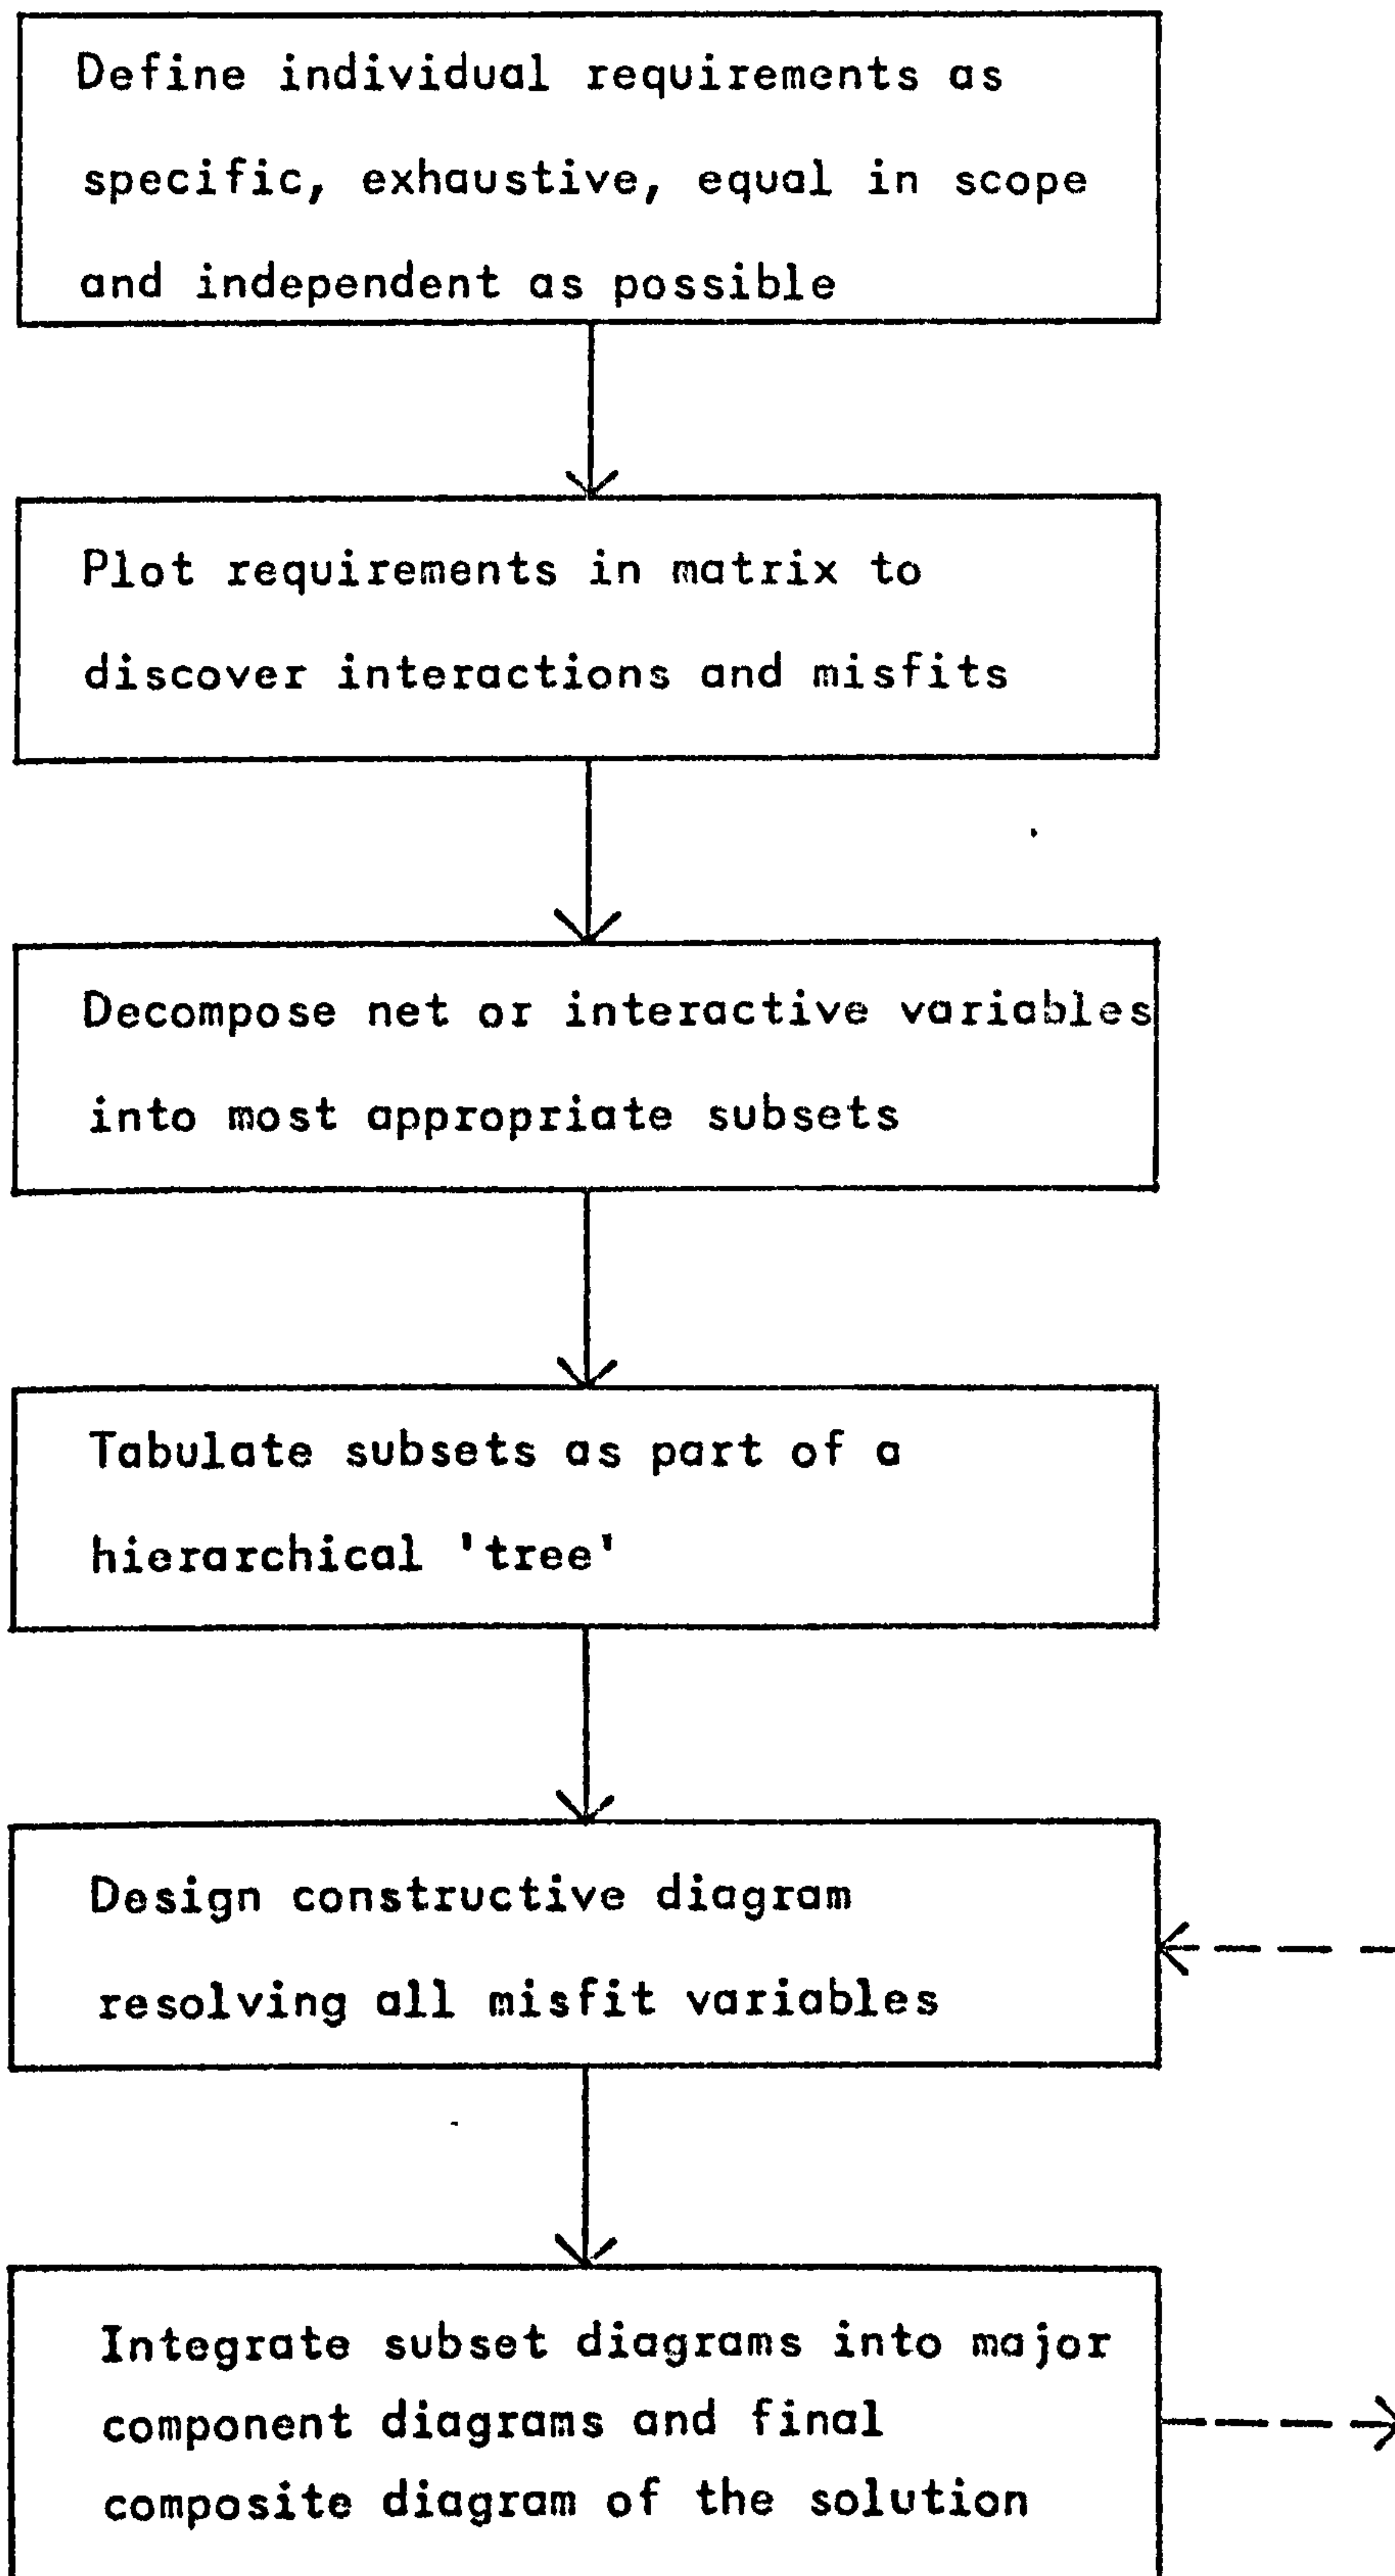 Define individual requirements as
specific, exhaustive, equal in scope
and independent as possible
Plot requirements in matrix to
discover interactions and misfits
Decompose net or interactive variables
into most appropriate subsets
Tabulate subsets as part of a
hierarchical 'tree'
Design constructive diagram
resolving all misfit variables
Integrate subset diagrams into major
component diagrams and final
composite diagram of the solution